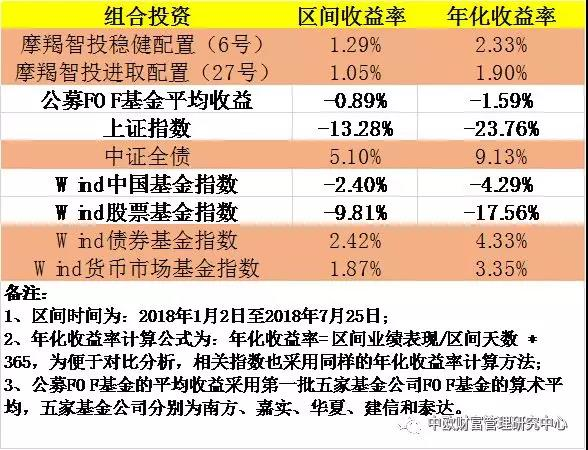 组合投资 区间收益率 年化收益率
摩羯智投稳健配置（6号） 1.29% 2.33%
摩羯智投进取配置（27号） 1.05% 1.90%
公募FOF基金平均收益 -0.89% -1.59%
上证指数 -13.28% -23.76%
中证全债 5.10% 9.13%
Wind中国基金指数 -2.40% -4.29%
Wind股票基金指数 -9.81% -17.56%
Wind债券基金指数 2.42% 4.33%
Wind货币市场基金指数 1.87% 3.35%
备注：
1、区间时间为：2018年1月2日至2018年7月25日；
2、年化收益率计算公式为：年化收益率=区间业绩表现/区间天数 *
365，为便于对比分析，相关指数也采用同样的年化收益率计算方法；
3、公募FOF基金的平均收益采用第一批五家基金公司FOF基金的算术平
均，五家基金公司分别为南方、嘉实、华夏、建信和泰达。
中欧财富管理研究中心